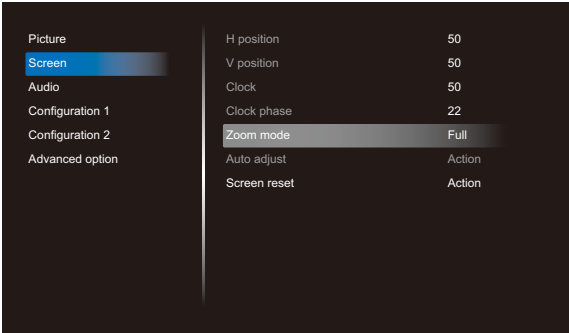 Picture
Screen
Audio
Configuration 1
Configuration 2
Advanced option
H position 50
V position 50
Clock 50
Clock phase 22
Zoom mode Full
Auto adjust Action
Screen reset Action